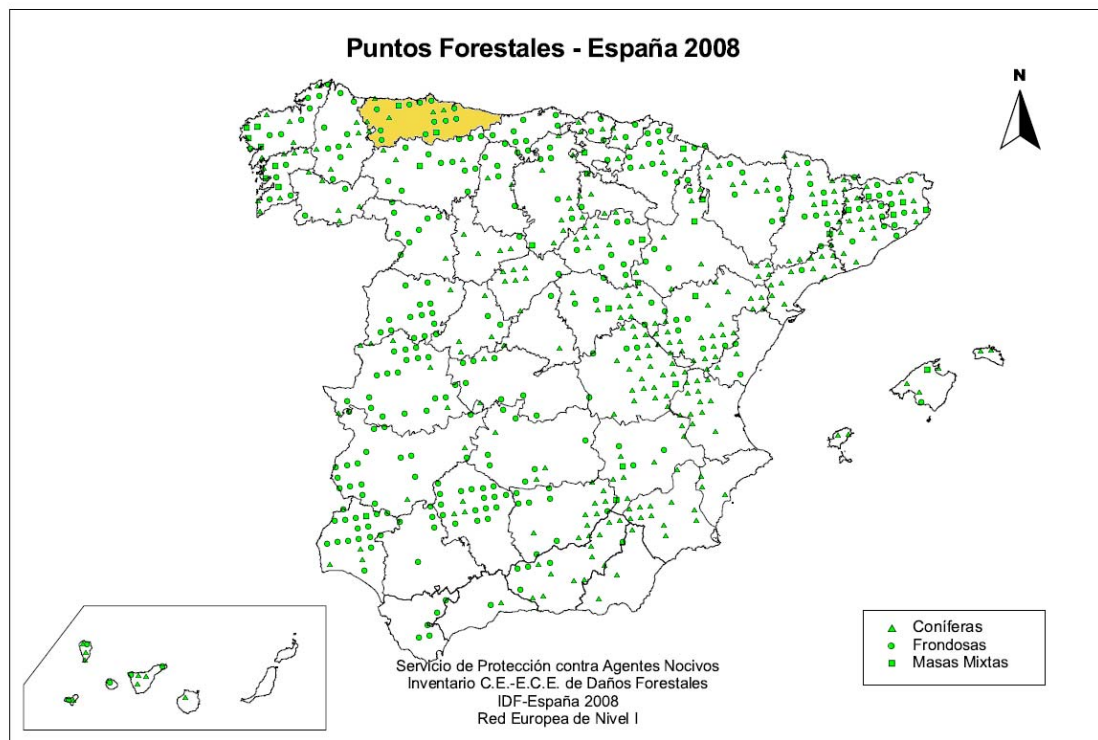 Puntos Forestales - España 2008
N
Coníferas
Frondosas
Masas Mixtas
Servicio de Protección contra Agentes Nocivos
Inventario C.E.-E.C.E. de Daños Forestales
IDF-España 2008
Red Europea de Nivel I